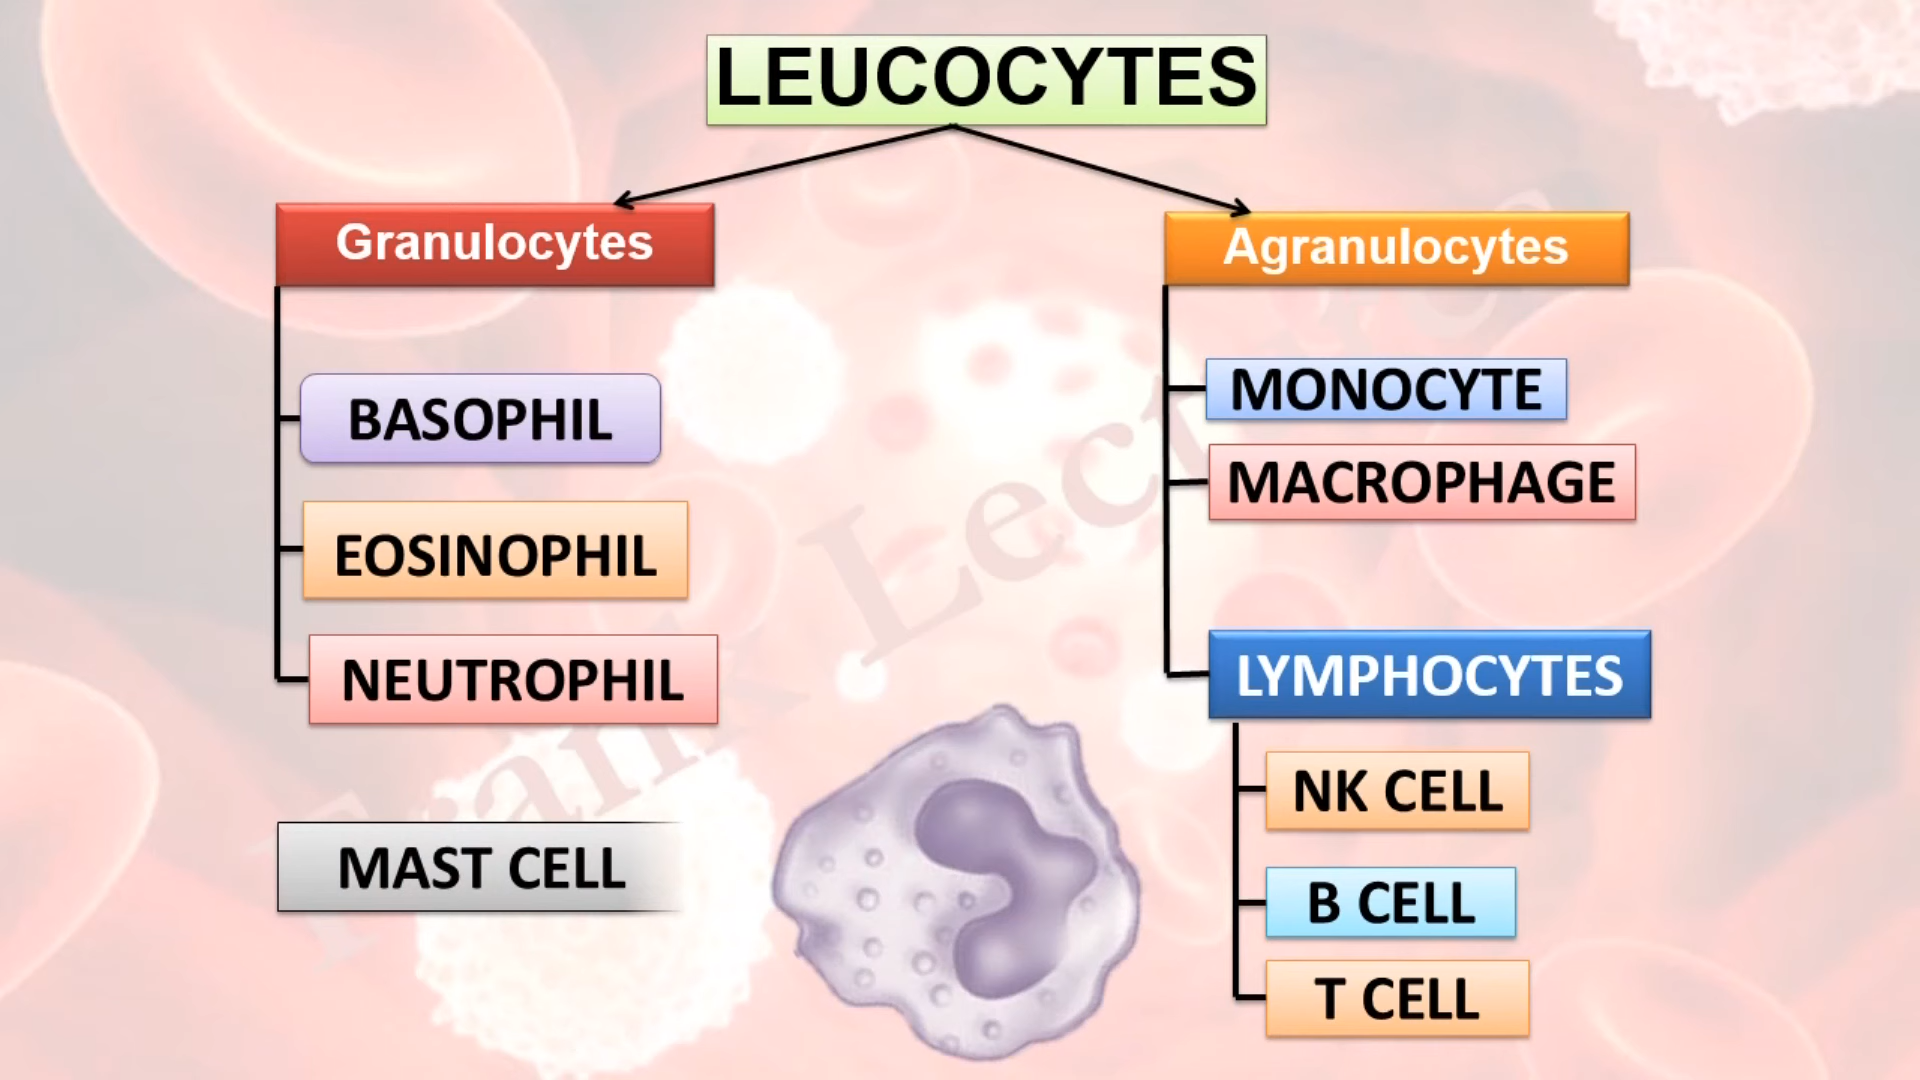 LEUCOCYTES
Granulocytes
BASOPHIL
EOSINOPHIL
NEUTROPHIL
MAST CELL
Agranulocytes
MONOCYTE
MACROPHAGE
LYMPHOCYTES
NK CELL
B CELL
T CELL